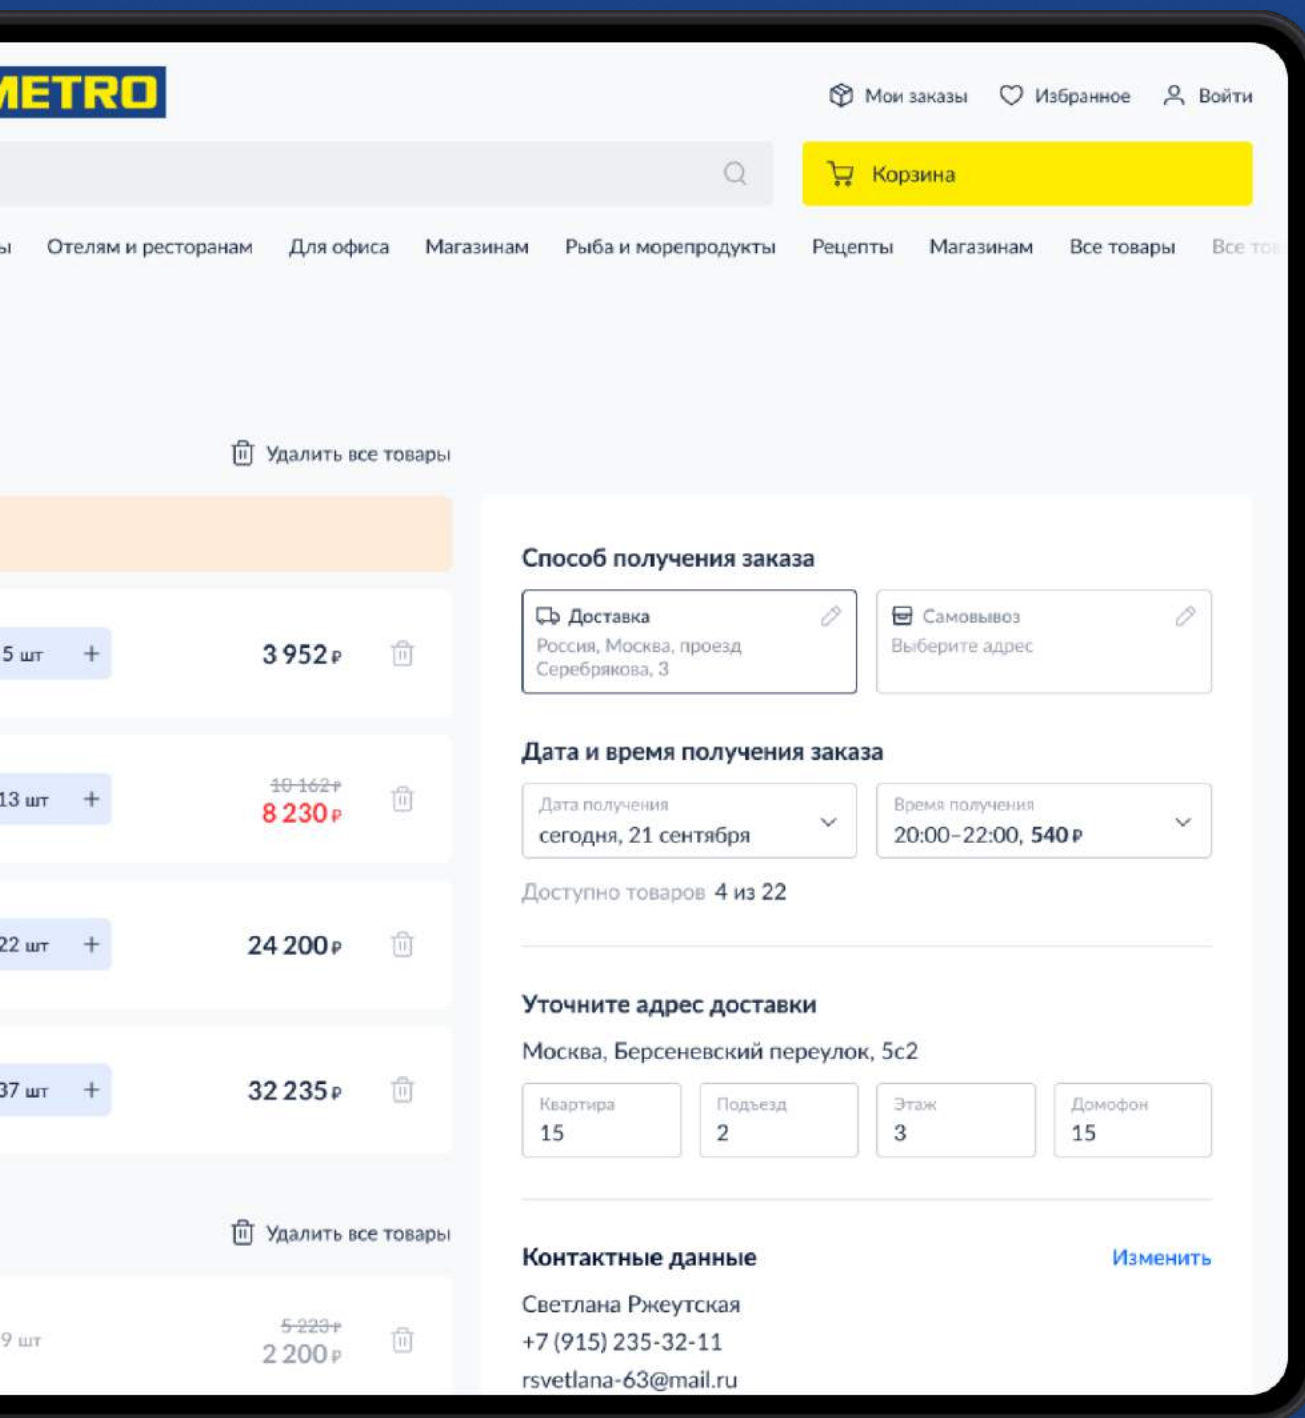 METRO
Мои заказы
Избранное
Войти
Корзина
Отелям и ресторанам
Для офиса
Магазинам
Рыба и морепродукты
Рецепты
Магазинам
Все товары
Все
Удалить все товары
5 шт +
3 952 ₽
13 шт +
10 162 ₽
8 230 ₽
22 шт +
24 200 ₽
37 шт +
32 235 ₽
Удалить все товары
9 шт
5 223 ₽
2 200 ₽
Способ получения заказа
Доставка
Россия, Москва, проезд
Серебрякова, 3
Самовывоз
Выберите адрес
Дата и время получения заказа
Дата получения
сегодня, 21 сентября
Время получения
20:00–22:00, 540 ₽
Доступно товаров 4 из 22
Уточните адрес доставки
Москва, Берсеневский переулок, 5с2
Квартира
15
Подъезд
2
Этаж
3
Домофон
15
Контактные данные
Изменить
Светлана Ржеутская
+7 (915) 235-32-11
rsvetlana-63@mail.ru